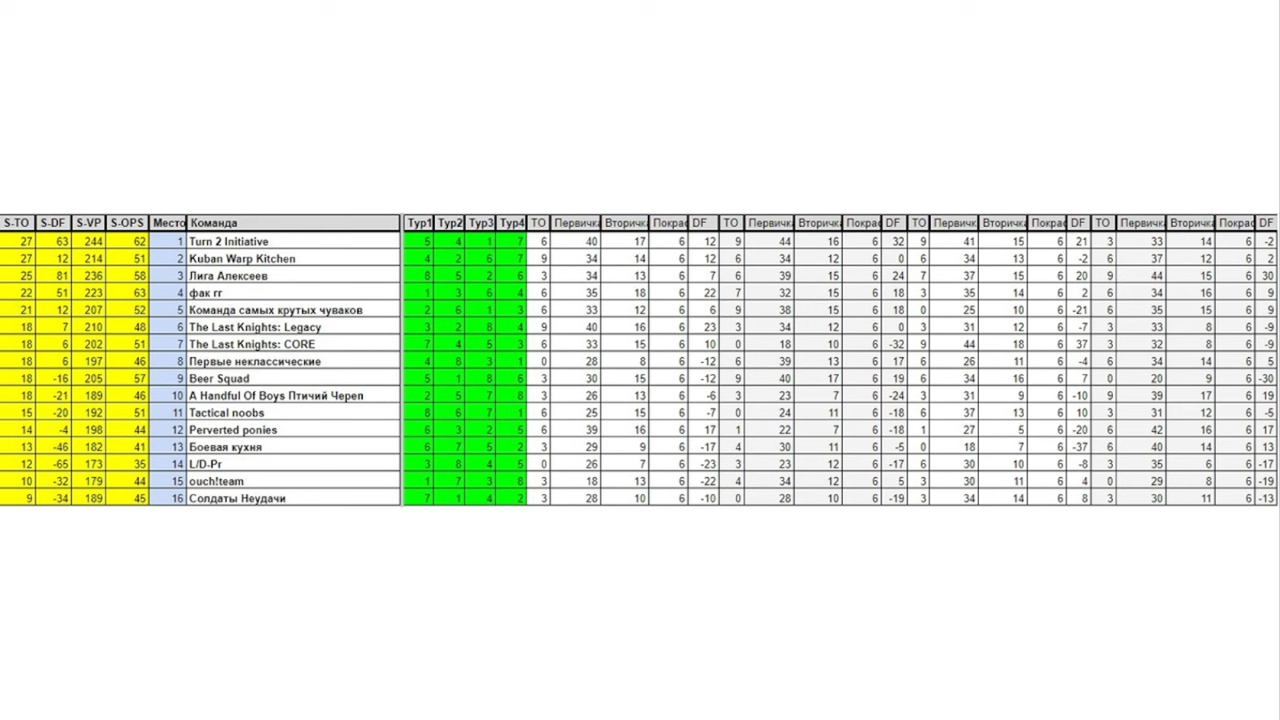 S-TO S-DF S-VP S-OPS Место Команда Тур1 Тур2 Тур3 Тур4 TO Первичка Вторичка Покрас DF TO Первичка Вторичка Покрас DF TO Первичка Вторичка Покрас DF TO Первичка Вторичка Покрас DF
27 63 244 62 1 Turn 2 Initiative 5 4 1 7 6 40 17 6 12 9 44 16 6 32 9 41 15 6 21 3 33 14 6 -2
27 12 214 51 2 Kuban Warp Kitchen 4 2 6 7 9 34 14 6 12 6 34 12 6 0 6 34 13 6 -2 6 37 12 6 2
25 81 236 58 3 Лига Алексеев 8 5 2 6 3 34 13 6 7 6 39 15 6 24 7 37 15 6 20 9 44 15 6 30
22 51 223 63 4 фак гг 1 3 6 4 6 35 18 6 22 7 32 15 6 18 3 35 14 6 2 6 34 16 6 9
21 12 207 52 5 Команда самых крутых чуваков 2 6 1 3 6 33 12 6 6 9 38 15 6 18 0 25 10 6 -21 6 35 15 6 9
18 7 210 48 6 The Last Knights: Legacy 3 2 8 4 9 40 16 6 23 3 34 12 6 0 3 31 12 6 -7 3 33 8 6 -9
18 6 202 51 7 The Last Knights: CORE 7 4 5 3 6 33 15 6 10 0 18 10 6 -32 9 44 18 6 37 3 32 8 6 -9
18 6 197 46 8 Первые неклассические 4 8 3 1 0 28 8 6 -12 6 39 13 6 17 6 26 11 6 -4 6 34 14 6 5
18 -16 205 57 9 Beer Squad 5 1 8 6 3 30 15 6 -12 9 40 17 6 19 6 34 16 6 7 0 20 9 6 -30
18 -21 189 46 10 A Handful Of Boys Птичий Череп 2 5 7 8 3 26 13 6 -6 3 23 7 6 -24 3 31 9 6 -10 9 39 17 6 19
15 -20 192 51 11 Tactical noobs 8 6 7 1 6 25 15 6 -7 0 24 11 6 -18 6 37 13 6 10 3 31 12 6 -5
14 -4 198 44 12 Perverted ponies 6 3 2 5 6 39 16 6 17 1 22 7 6 -18 1 27 5 6 -20 6 42 16 6 17
13 -46 182 41 13 Боевая кухня 6 7 5 2 3 29 9 6 -17 4 30 11 6 -5 0 18 7 6 -37 6 40 14 6 13
12 -65 173 35 14 L/D-Pr 3 8 4 5 0 26 7 6 -23 3 23 12 6 -17 6 30 10 6 -8 3 35 6 6 -17
10 -32 179 44 15 ouch!team 1 7 3 8 3 18 13 6 -22 4 34 12 6 5 3 30 11 6 4 0 29 8 6 -19
9 -34 189 45 16 Солдаты Неудачи 7 1 4 2 3 28 10 6 -10 0 28 10 6 -19 3 34 14 6 8 3 30 11 6 -13